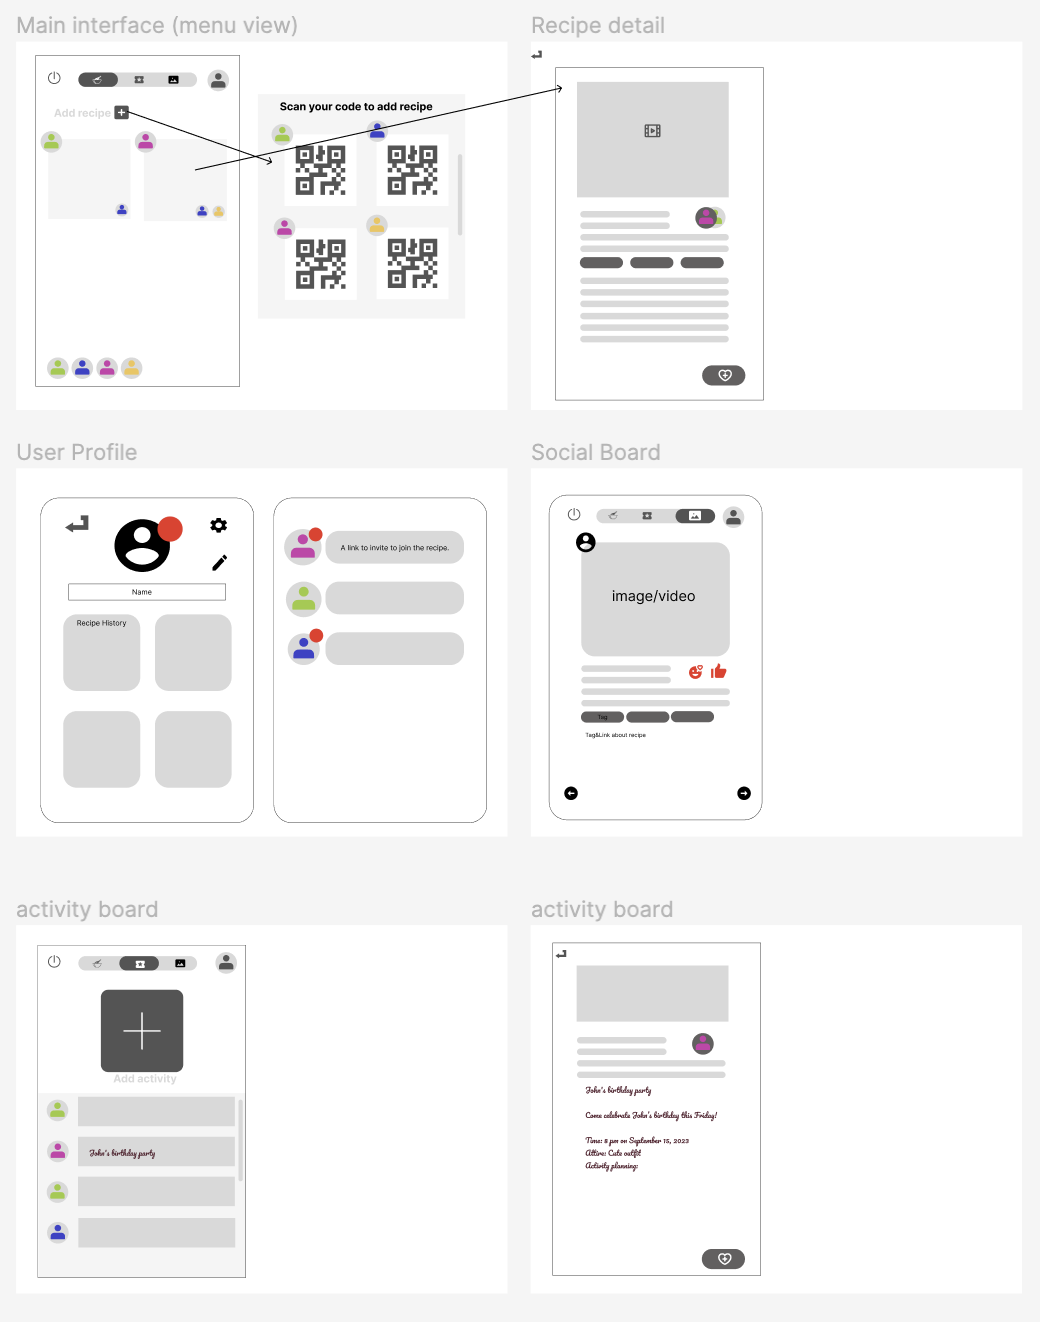 Main interface (menu view)
Add recipe
Scan your code to add recipe
Recipe detail
User Profile
Name
Recipe History
A link to invite to join the recipe.
Social Board
image/video
Tag
Tag&Link about recipe
activity board
Add activity
John's birthday party
activity board
John's birthday party
Come celebrate John's birthday this Friday!
Time: 8 pm on September 15, 2023
Attire: Cute outfit
Activity planning: